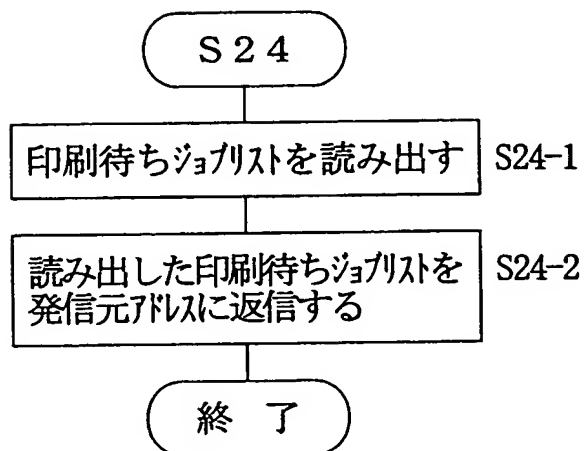 S24
印刷待ちｼﾞｮﾌﾞﾘｽﾄを読み出す S24-1
読み出した印刷待ちｼﾞｮﾌﾞﾘｽﾄを S24-2
発信元ｱﾄﾞﾚｽに返信する
終 了